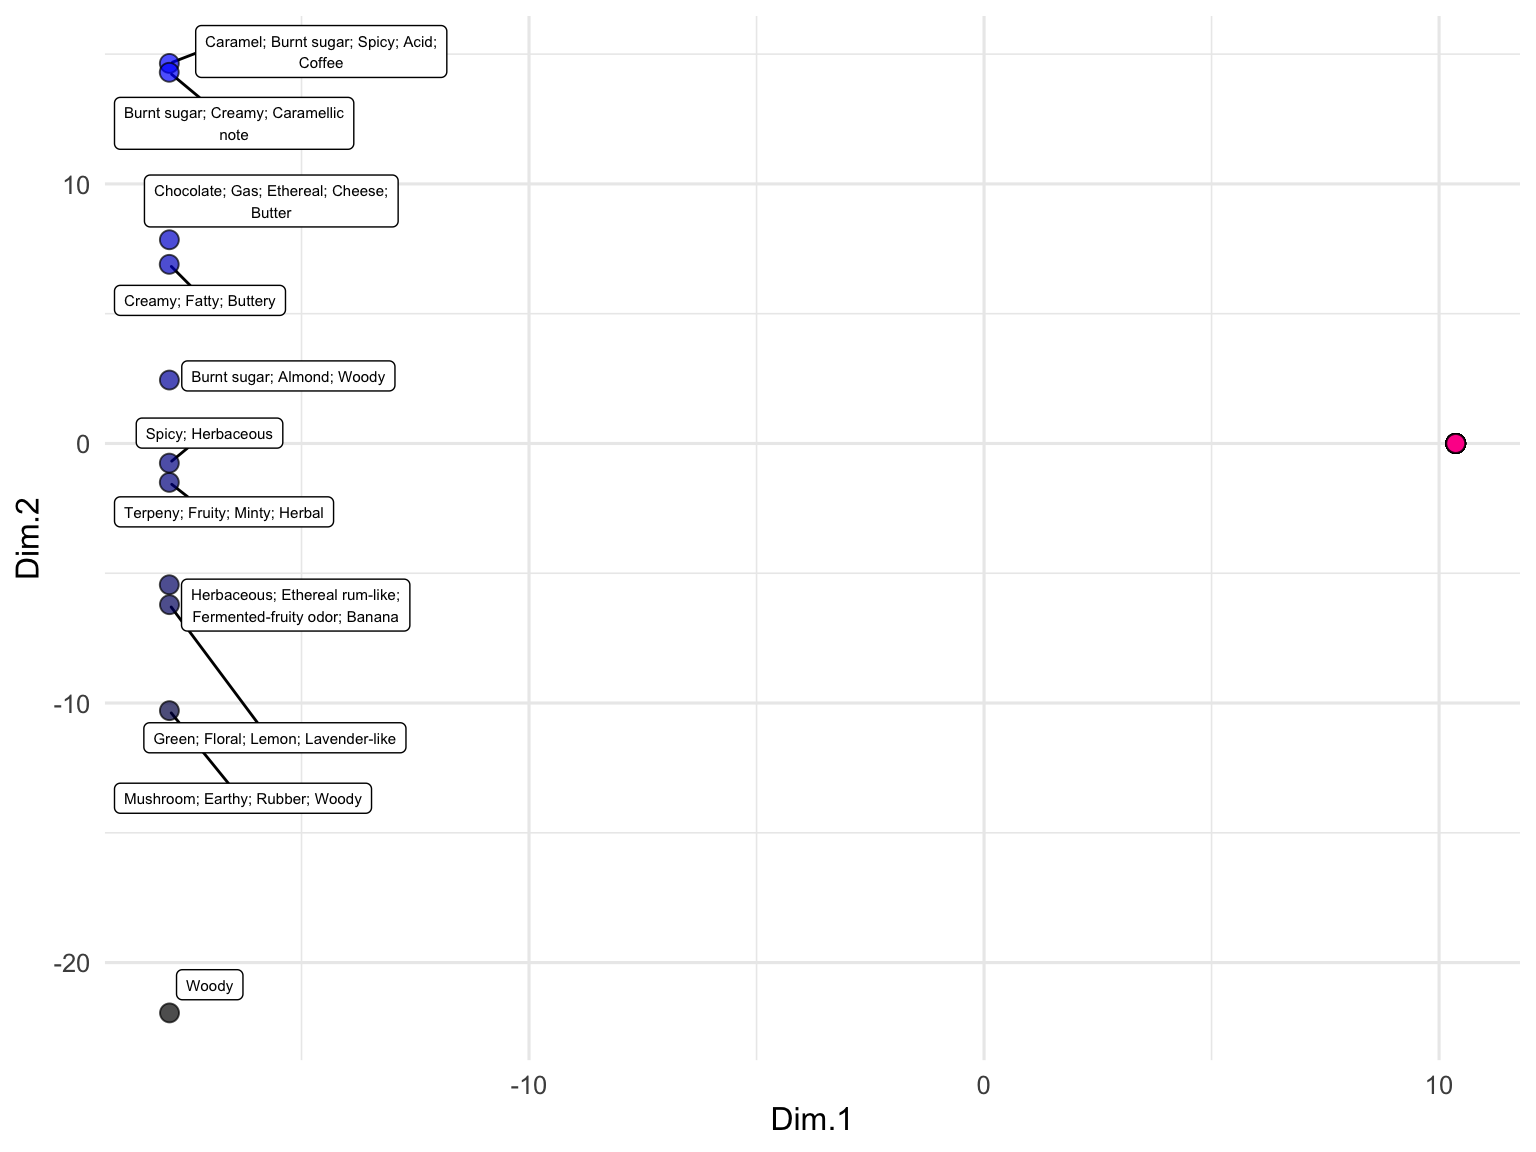 Caramel; Burnt sugar; Spicy; Acid;
Coffee
Burnt sugar; Creamy; Caramellic
note
Chocolate; Gas; Ethereal; Cheese;
Butter
10
Creamy; Fatty; Buttery
Burnt sugar; Almond; Woody
Spicy; Herbaceous
0
Terpeny; Fruity; Minty; Herbal
Dim.2
Herbaceous; Ethereal rum-like;
Fermented-fruity odor; Banana
-10
Green; Floral; Lemon; Lavender-like
Mushroom; Earthy; Rubber; Woody
-20
Woody
-10
0
10
Dim.1